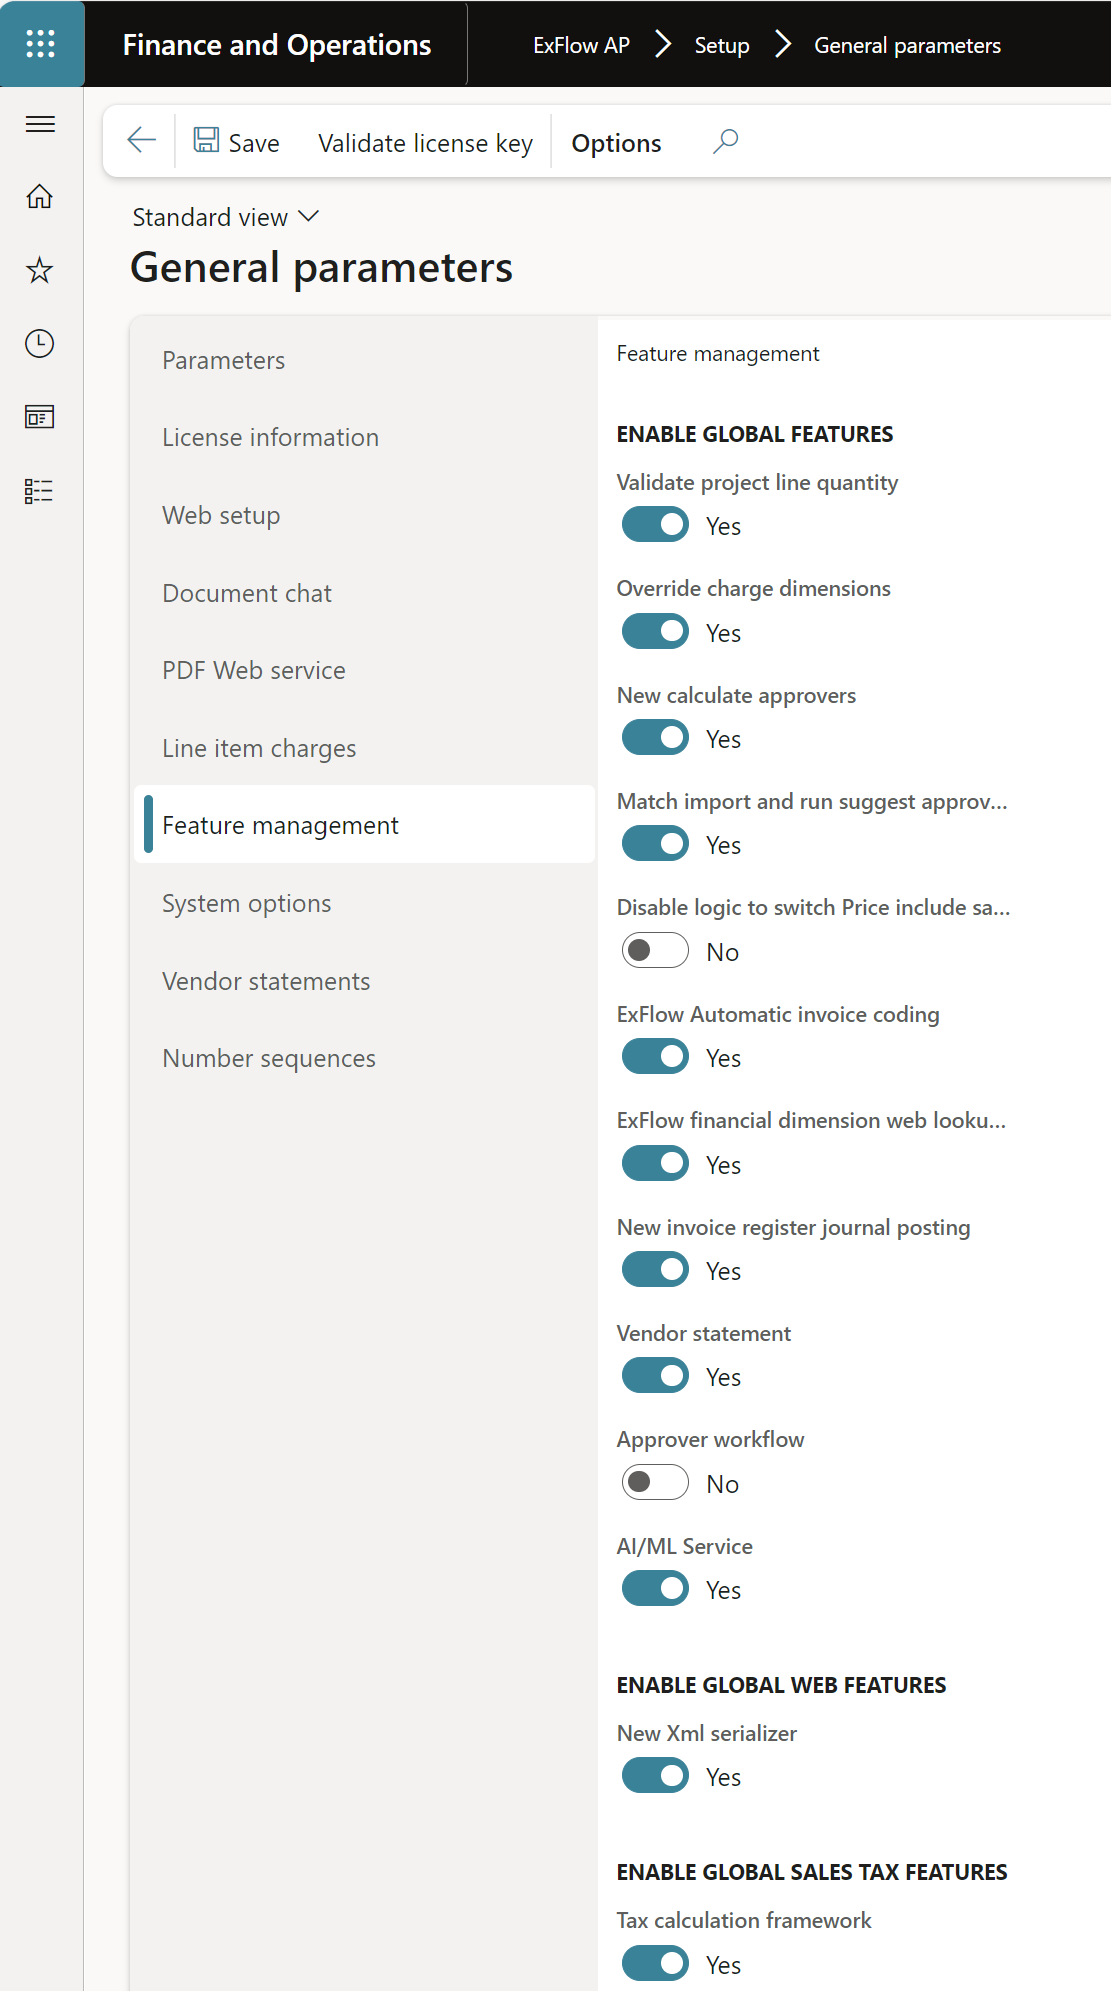 Finance and Operations
ExFlow AP > Setup > General parameters
Save Validate license key Options
Standard view
General parameters
Parameters
License information
Web setup
Document chat
PDF Web service
Line item charges
Feature management
System options
Vendor statements
Number sequences
Feature management
ENABLE GLOBAL FEATURES
Validate project line quantity
Yes
Override charge dimensions
Yes
New calculate approvers
Yes
Match import and run suggest approv...
Yes
Disable logic to switch Price include sa...
No
ExFlow Automatic invoice coding
Yes
ExFlow financial dimension web looku...
Yes
New invoice register journal posting
Yes
Vendor statement
Yes
Approver workflow
No
AI/ML Service
Yes
ENABLE GLOBAL WEB FEATURES
New Xml serializer
Yes
ENABLE GLOBAL SALES TAX FEATURES
Tax calculation framework
Yes